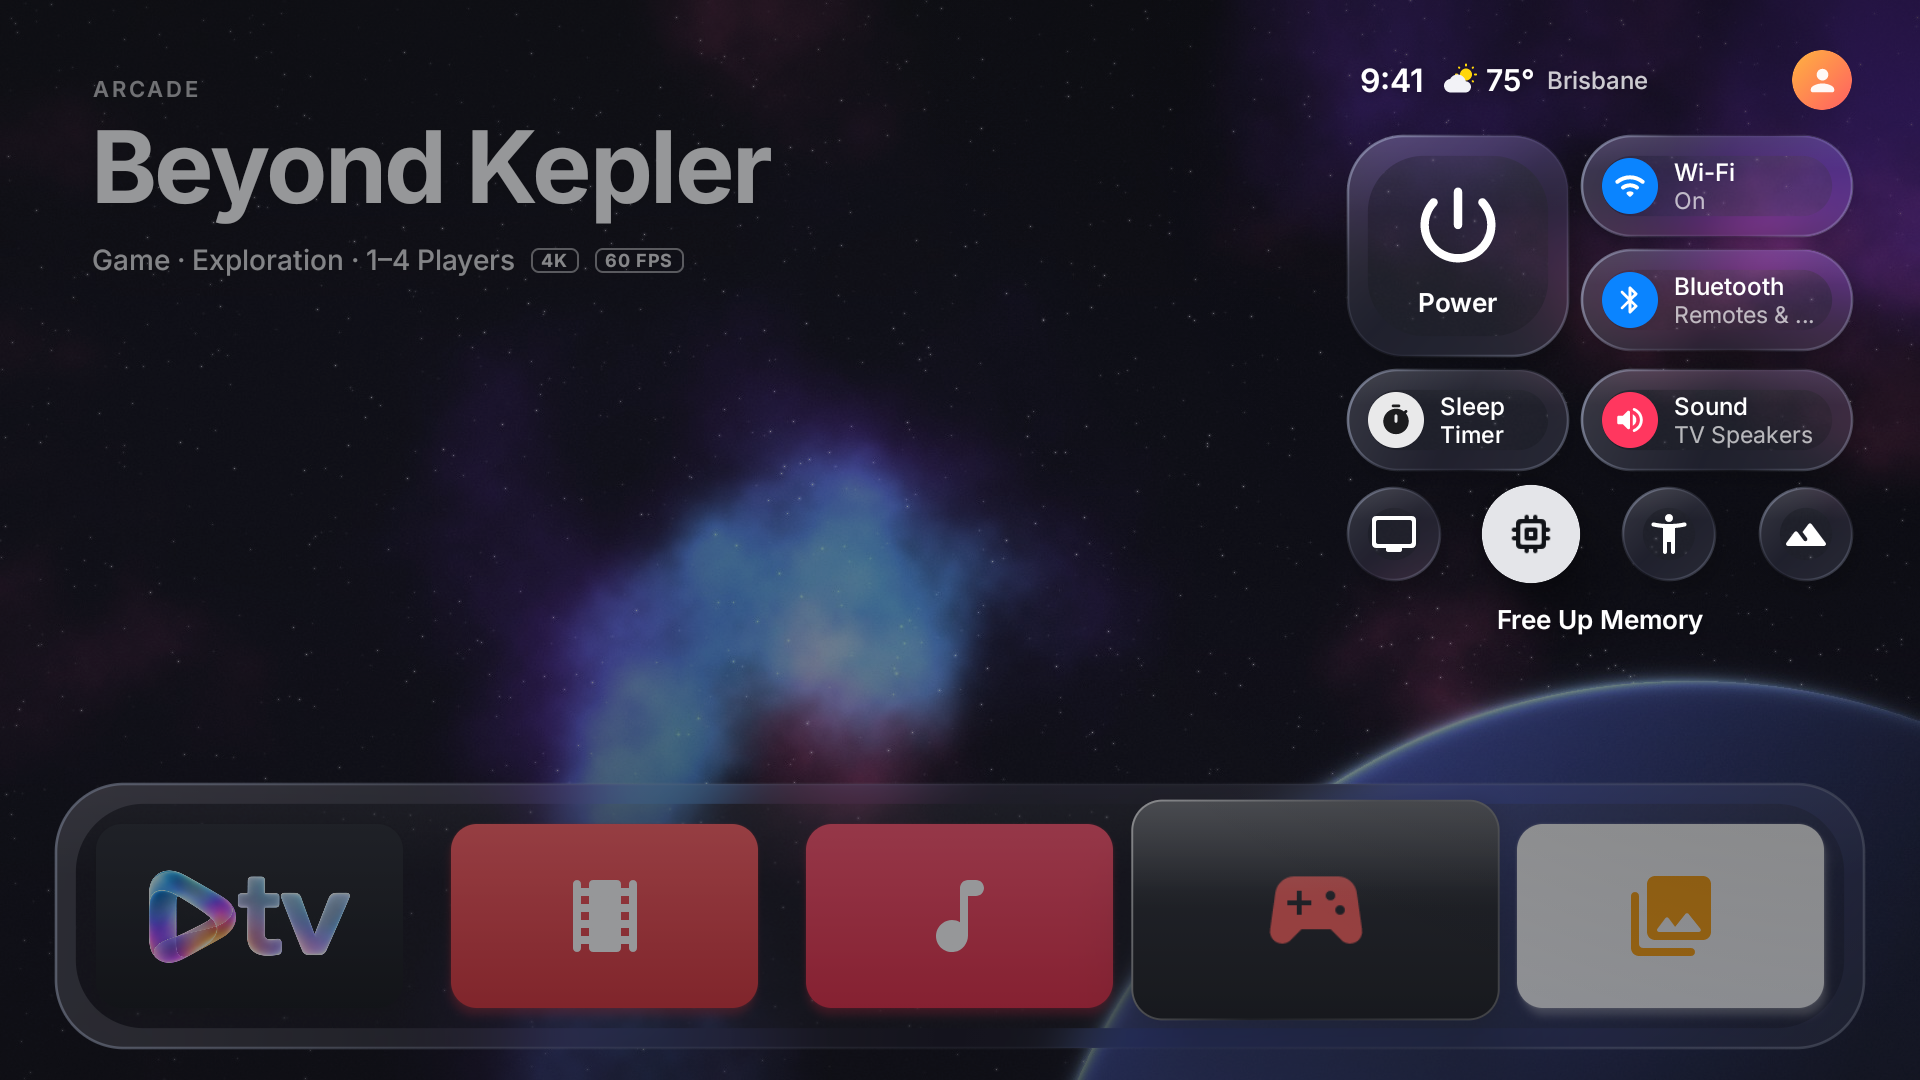 ARCADE
Beyond Kepler
Game · Exploration · 1–4 Players 4K 60 FPS
9:41 75° Brisbane
Power
Wi-Fi
On
Bluetooth
Remotes & ...
Sleep
Timer
Sound
TV Speakers
Free Up Memory
tv